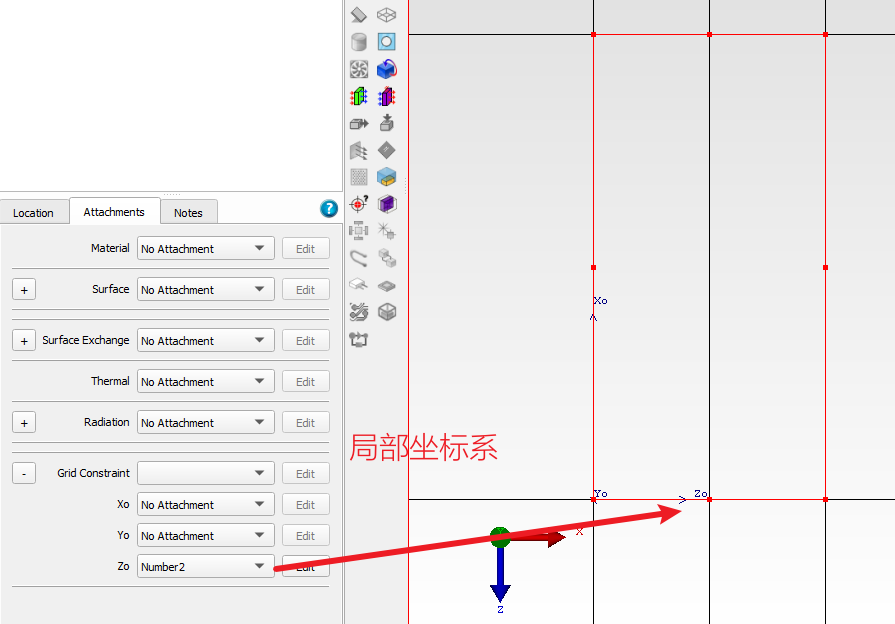 Location
Attachments
Notes
?
Material
No Attachment
Edit
+
Surface
No Attachment
Edit
+
Surface Exchange
No Attachment
Edit
Thermal
No Attachment
Edit
+
Radiation
No Attachment
Edit
-
Grid Constraint
Edit
Xo
No Attachment
Edit
Yo
No Attachment
Edit
Zo
Number2
Edit
?
Xo
局部坐标系
Yo
Zo
X
Z